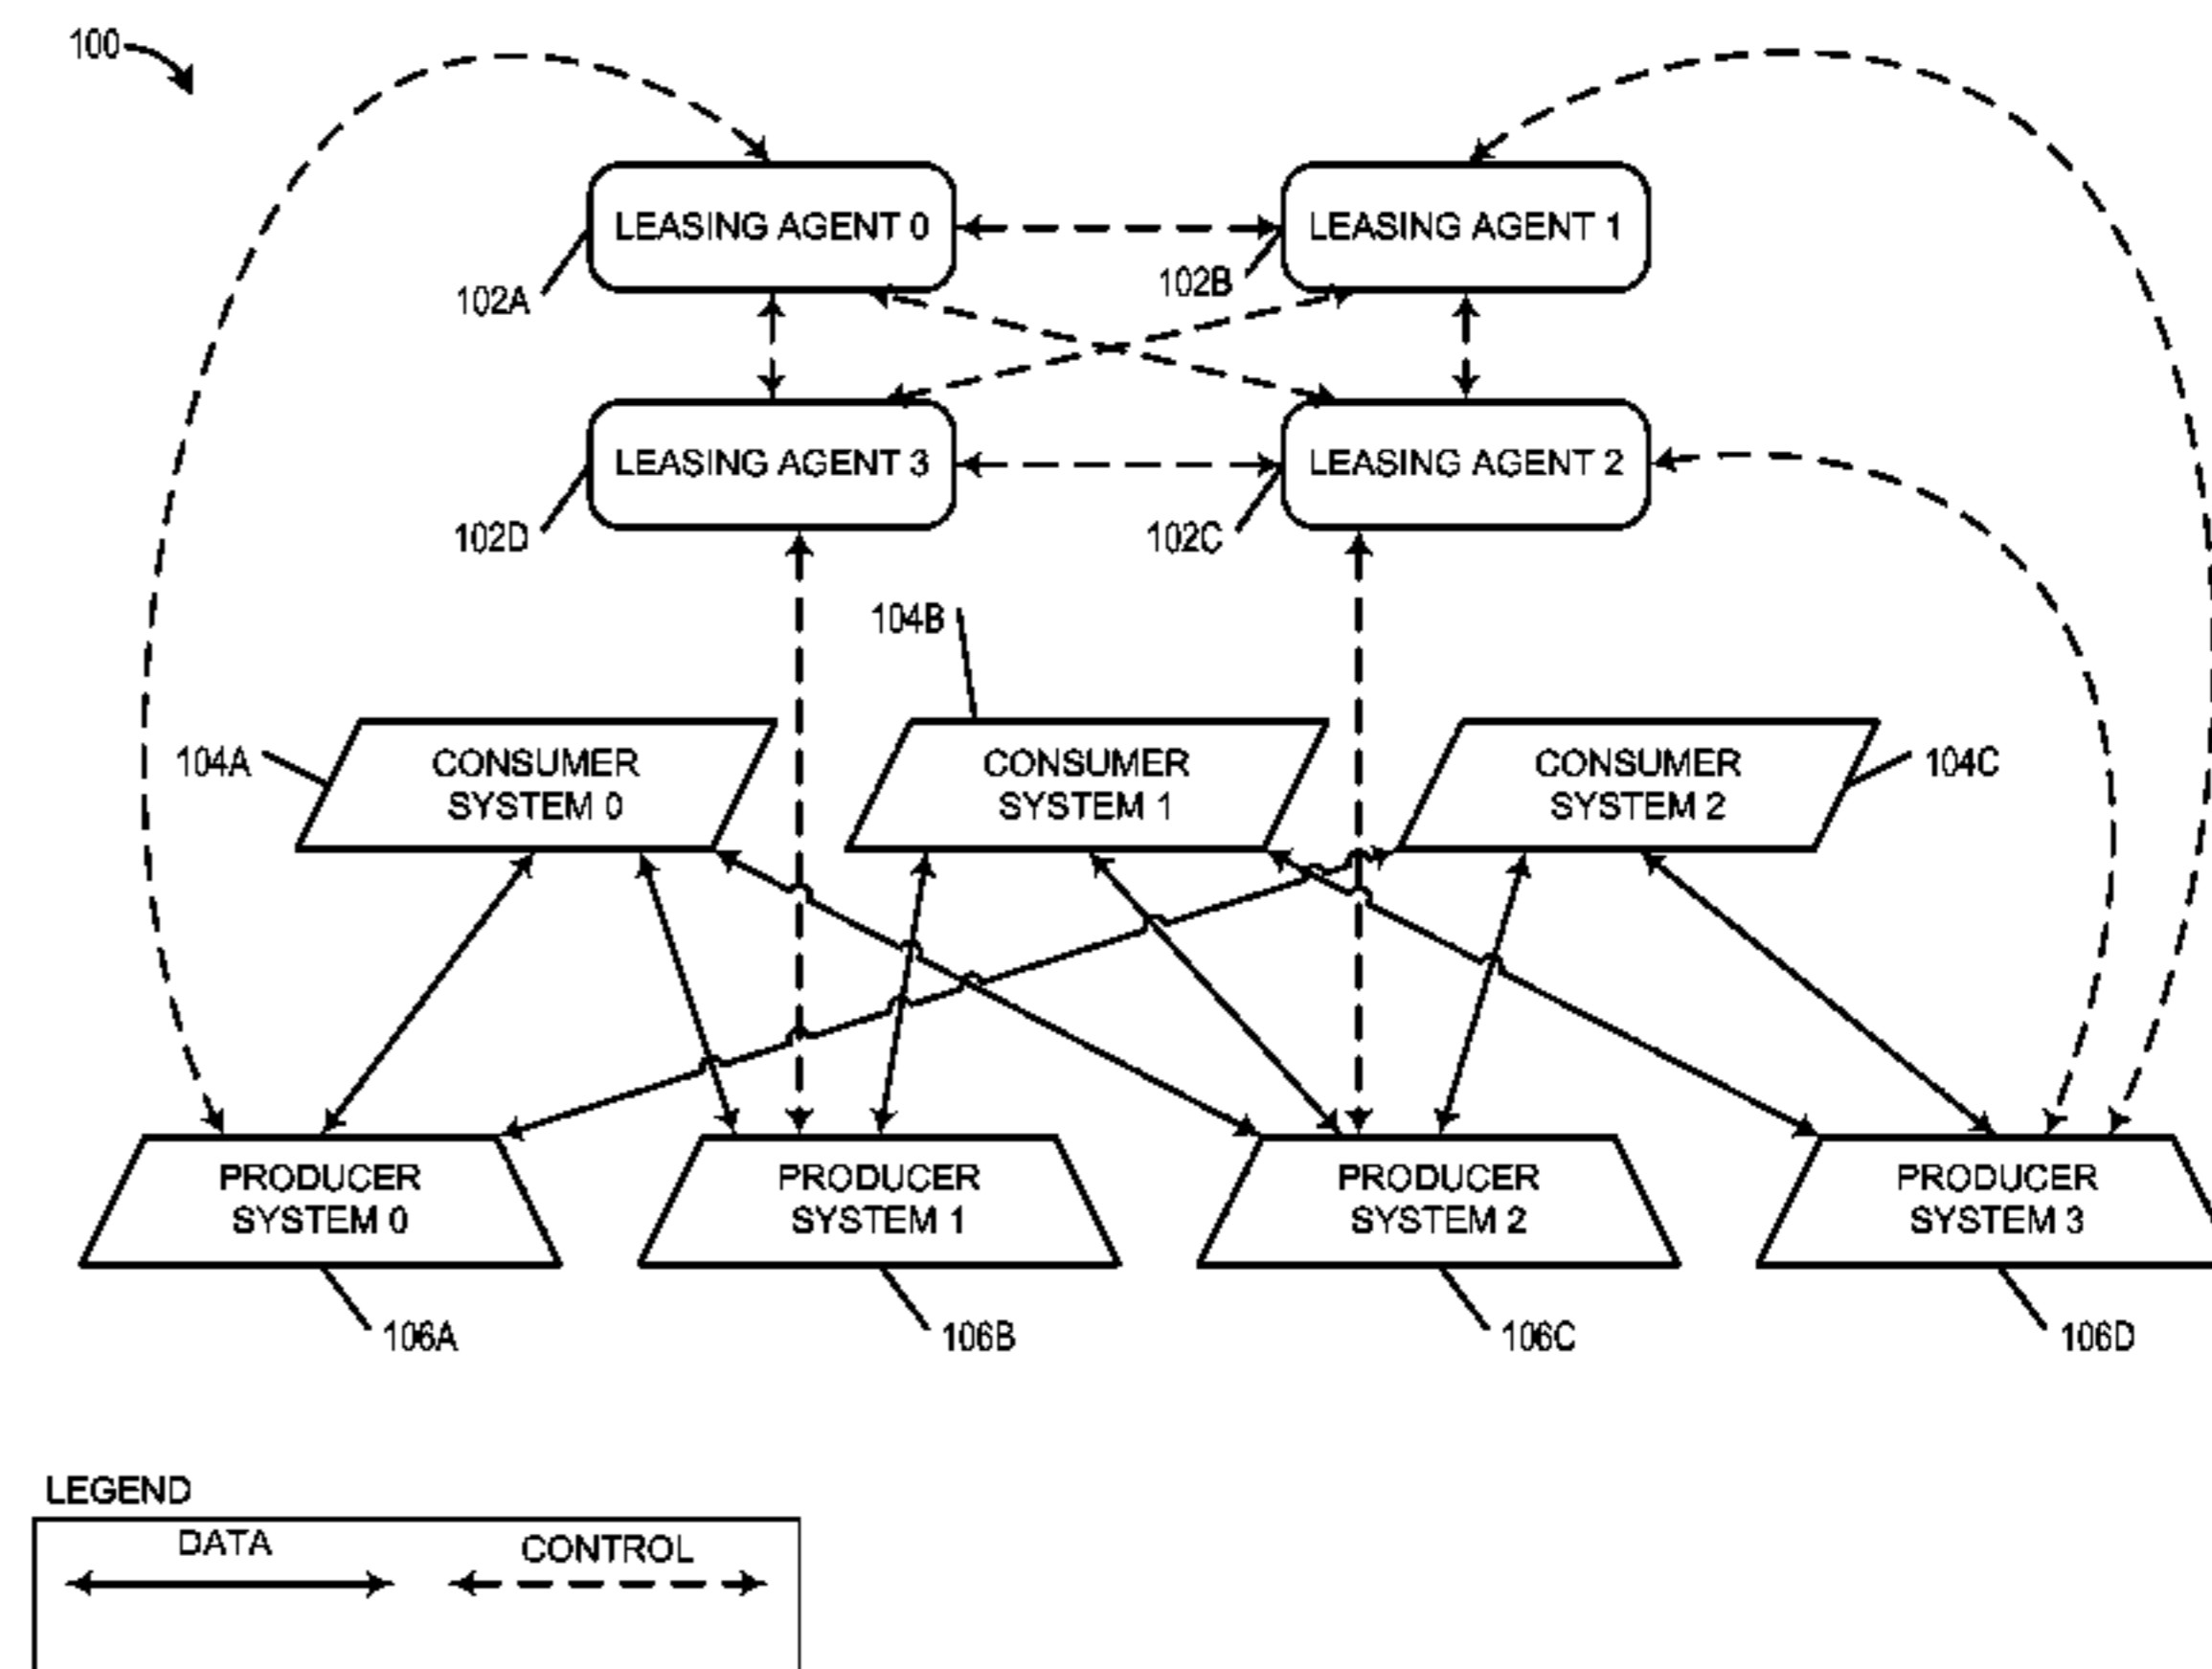 100
LEASING AGENT 0
LEASING AGENT 1
102A
102B
LEASING AGENT 3
LEASING AGENT 2
102D
102C
104B
104A
CONSUMER
SYSTEM 0
CONSUMER
SYSTEM 1
CONSUMER
SYSTEM 2
104C
PRODUCER
SYSTEM 0
PRODUCER
SYSTEM 1
PRODUCER
SYSTEM 2
PRODUCER
SYSTEM 3
106A
106B
106C
106D
LEGEND
DATA
CONTROL